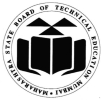 MAHARASHTRA STATE BOARD OF TECHNICAL EDUCATION MUMBAI